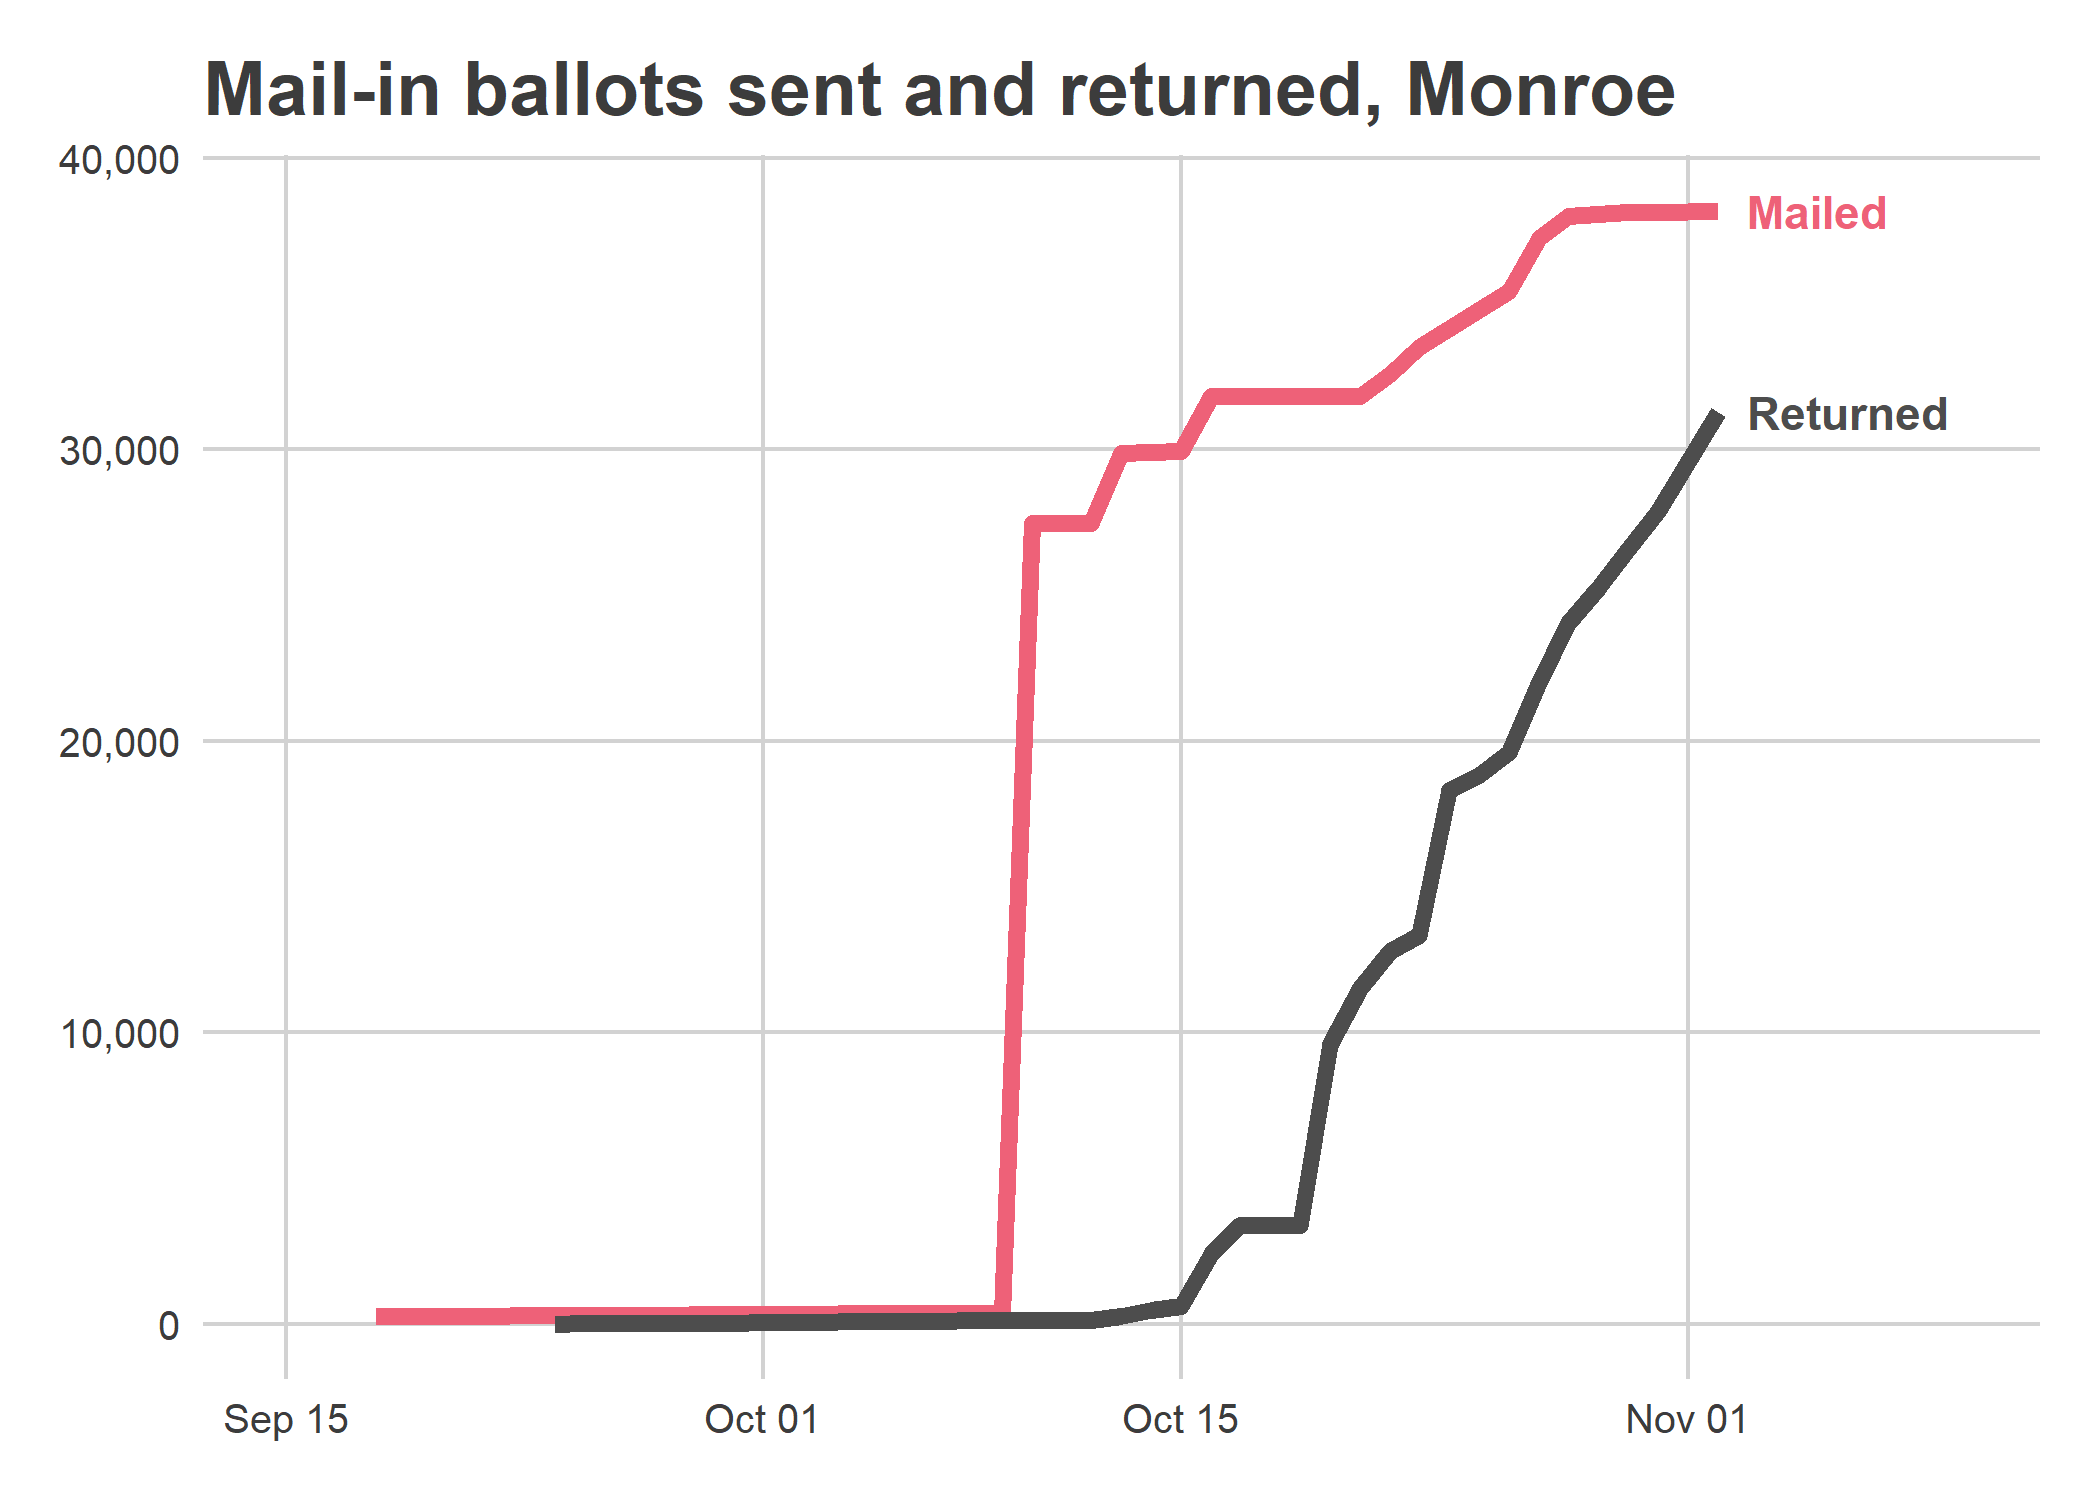 Mail-in ballots sent and returned, Monroe
40,000
Mailed
Returned
30,000
20,000
10,000
0
Sep 15 Oct 01 Oct 15 Nov 01